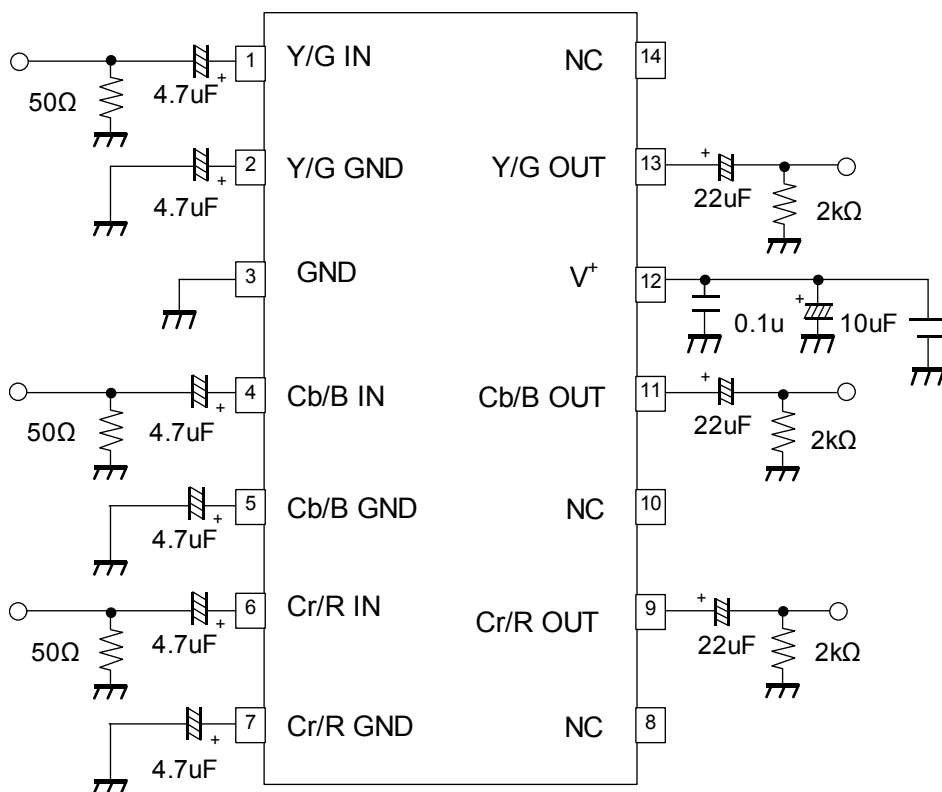 1 Y/G IN NC 14
50Ω 4.7uF +
2 Y/G GND Y/G OUT 13 +
4.7uF + 22uF 2kΩ
3 GND V+ 12
+ 0.1u 10uF
4 Cb/B IN Cb/B OUT 11 +
50Ω 4.7uF + 22uF 2kΩ
5 Cb/B GND NC 10
4.7uF +
6 Cr/R IN Cr/R OUT 9 +
50Ω 4.7uF + 22uF 2kΩ
7 Cr/R GND NC 8
4.7uF +